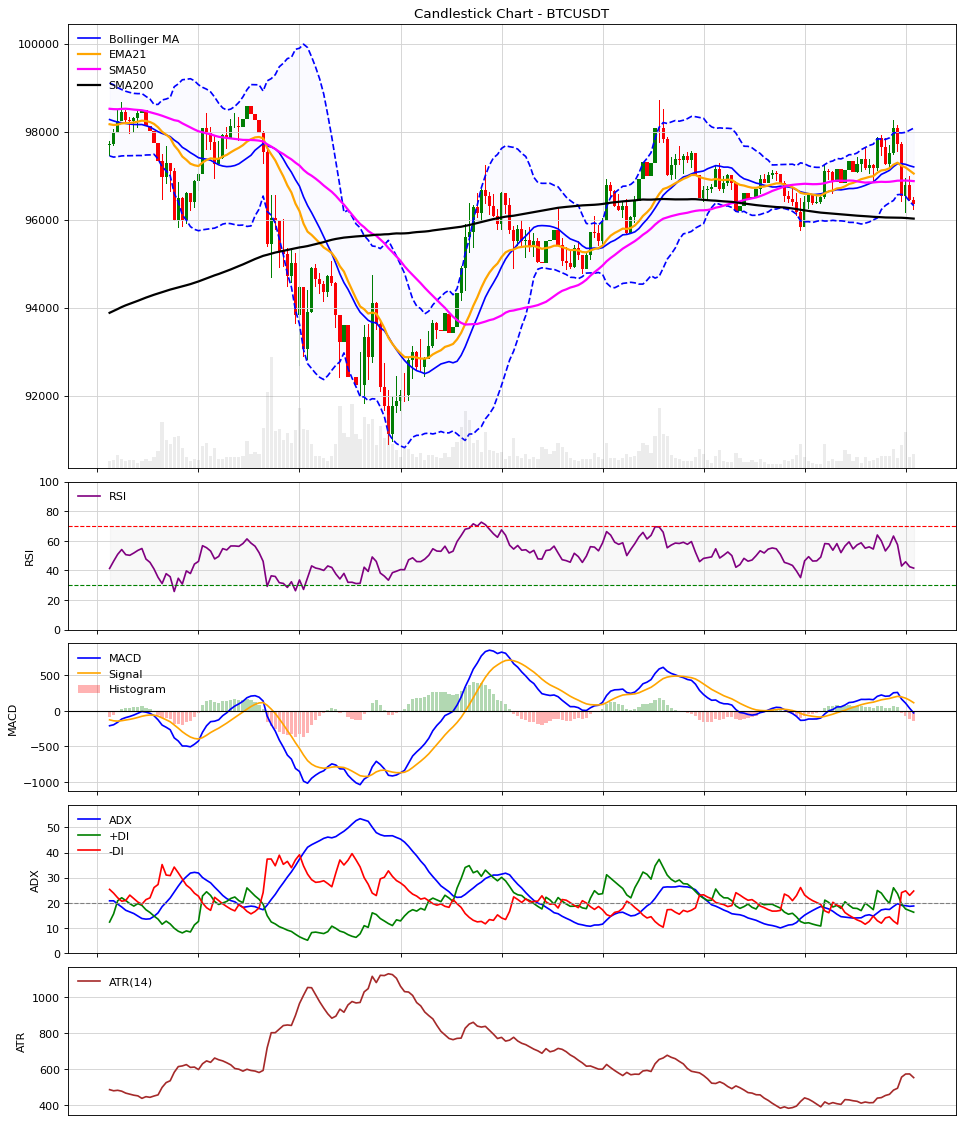 Candlestick Chart - BTCUSDT
Bollinger MA
EMA21
SMA50
SMA200
100000
98000
96000
94000
92000
RSI
RSI
100
80
60
40
20
0
MACD
Signal
Histogram
MACD
500
0
−500
−1000
ADX
+DI
-DI
ADX
50
40
30
20
10
0
ATR(14)
ATR
1000
800
600
400